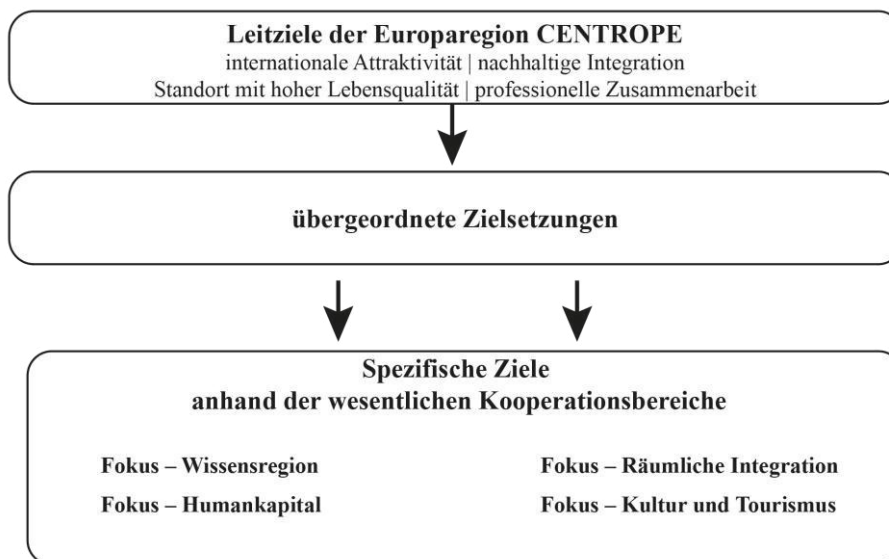 Leitziele der Europaregion CENTROPE
internationale Attraktivität | nachhaltige Integration
Standort mit hoher Lebensqualität | professionelle Zusammenarbeit
übergeordnete Zielsetzungen
Spezifische Ziele
anhand der wesentlichen Kooperationsbereiche
Fokus – Wissensregion
Fokus – Humankapital
Fokus – Räumliche Integration
Fokus – Kultur und Tourismus